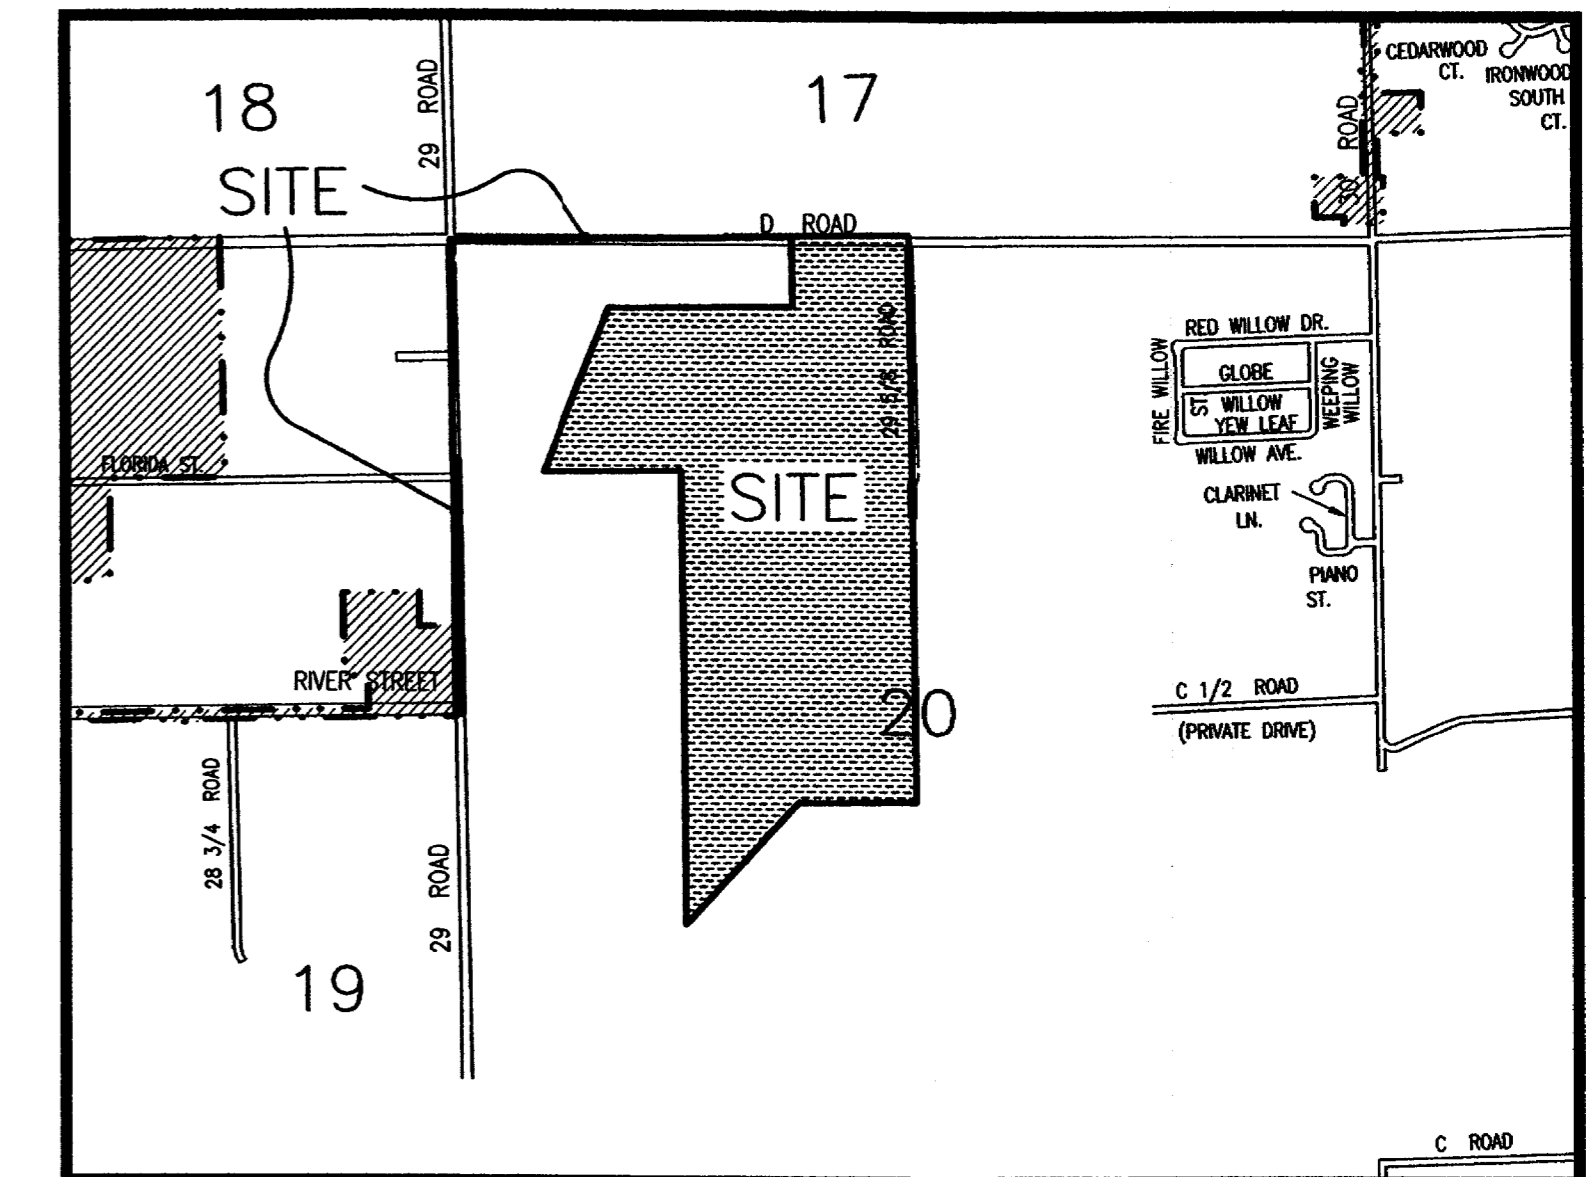 CEDARWOOD
CT.
IRONWOOD
SOUTH
CT.
18
29 ROAD
17
30 ROAD
SITE
D ROAD
29 5/8 ROAD
RED WILLOW DR.
FIRE WILLOW
ST
GLOBE
WILLOW
YEW LEAF
WEEPING
WILLOW
WILLOW AVE.
FLORIDA ST.
SITE
CLARINET
LN.
PIANO
ST.
RIVER STREET
20
C 1/2 ROAD
(PRIVATE DRIVE)
28 3/4 ROAD
29 ROAD
19
C ROAD